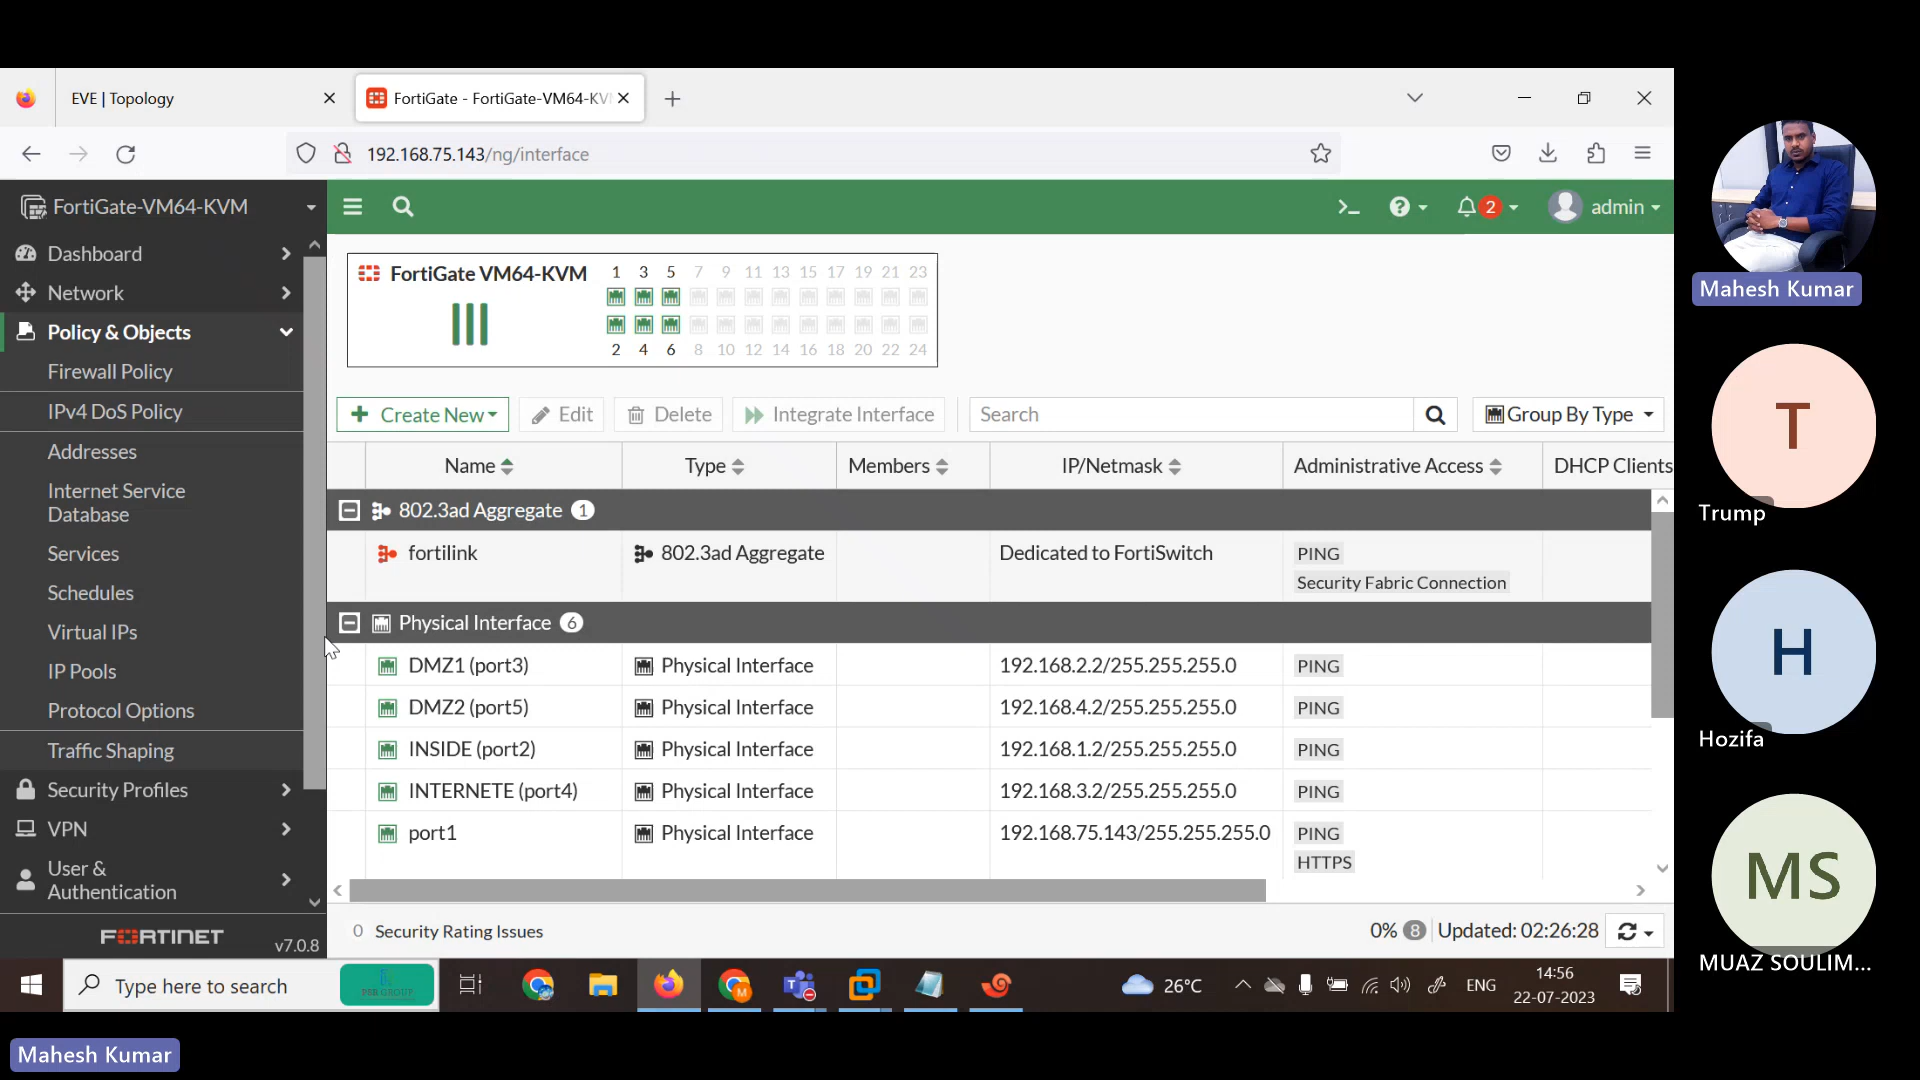 EVE | Topology
FortiGate - FortiGate-VM64-KV
192.168.75.143/ng/interface
FortiGate-VM64-KVM
2
admin
Dashboard
Network
Policy & Objects
Firewall Policy
IPv4 DoS Policy
Addresses
Internet Service
Database
Services
Schedules
Virtual IPs
IP Pools
Protocol Options
Traffic Shaping
Security Profiles
VPN
User &
Authentication
FORTINET
v7.0.8
FortiGate VM64-KVM
1 3 5 7 9 11 13 15 17 19 21 23
2 4 6 8 10 12 14 16 18 20 22 24
Create New
Edit
Delete
Integrate Interface
Search
Group By Type
Name Type Members IP/Netmask Administrative Access DHCP Clients
802.3ad Aggregate 1
fortilink 802.3ad Aggregate Dedicated to FortiSwitch PING
Security Fabric Connection
Physical Interface 6
DMZ1 (port3) Physical Interface 192.168.2.2/255.255.255.0 PING
DMZ2 (port5) Physical Interface 192.168.4.2/255.255.255.0 PING
INSIDE (port2) Physical Interface 192.168.1.2/255.255.255.0 PING
INTERNETE (port4) Physical Interface 192.168.3.2/255.255.255.0 PING
port1 Physical Interface 192.168.75.143/255.255.255.0 PING
HTTPS
0 Security Rating Issues
0% 8 Updated: 02:26:28
Type here to search
26°C
ENG
14:56
22-07-2023
Mahesh Kumar
T
Trump
H
Hozifa
MS
MUAZ SOULIM...
Mahesh Kumar